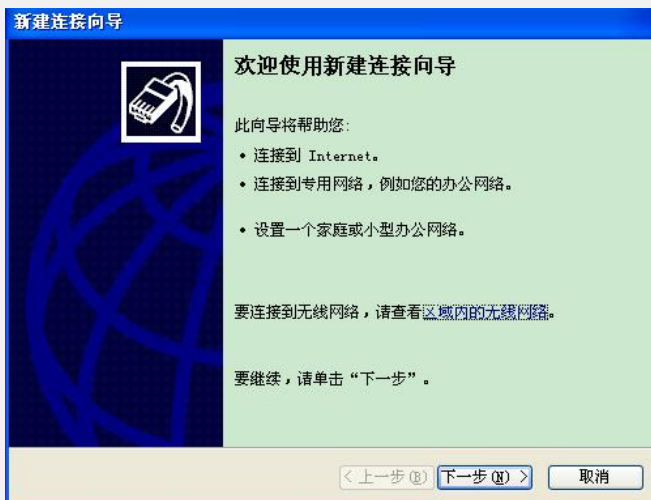 新建连接向导
欢迎使用新建连接向导
此向导将帮助您:
• 连接到 Internet。
• 连接到专用网络，例如您的办公网络。
• 设置一个家庭或小型办公网络。
要连接到无线网络，请查看区域内的无线网络。
要继续，请单击“下一步”。
< 上一步(B) 下一步(N) > 取消